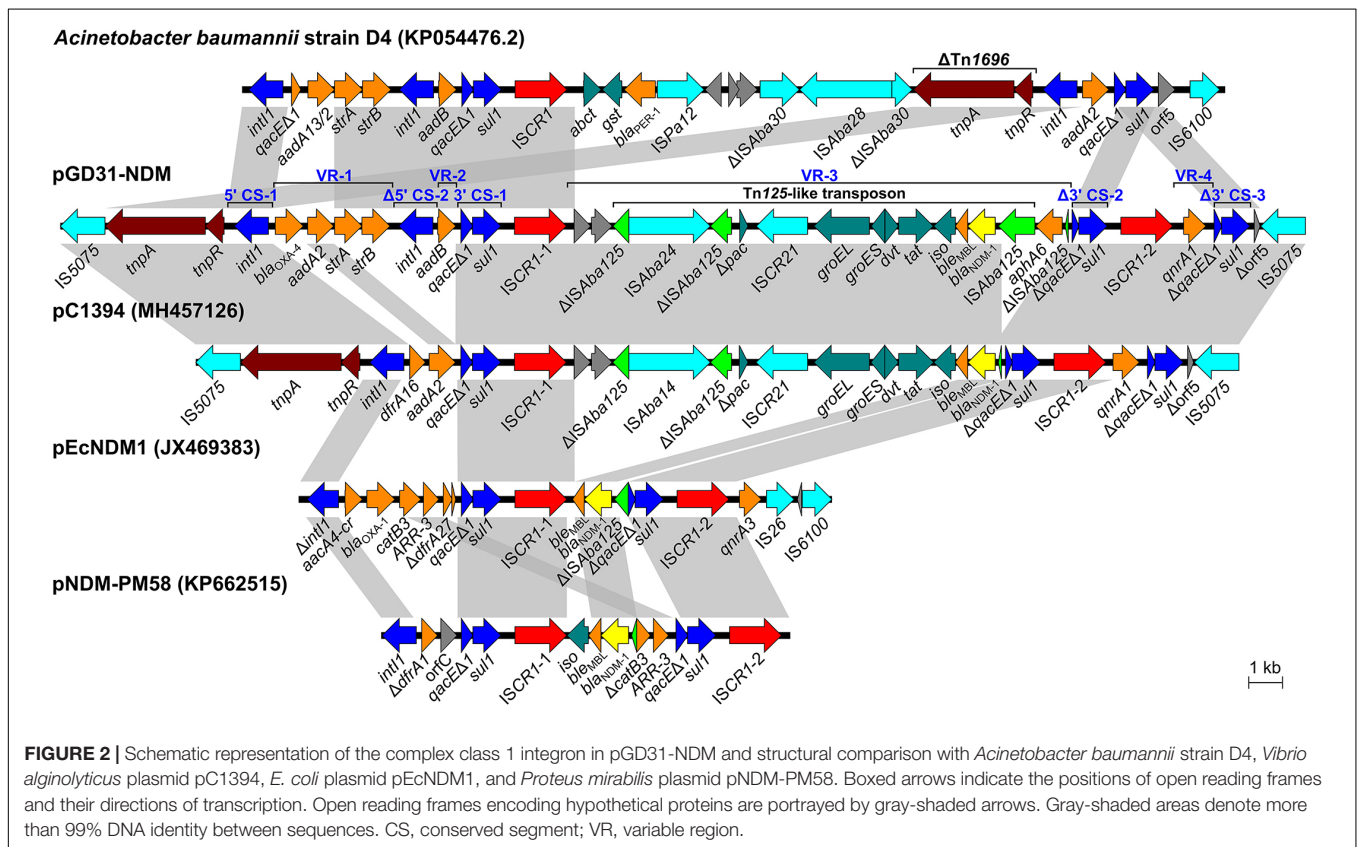 Acinetobacter baumannii strain D4 (KP054476.2)
ΔTn1696
intI1 qacEΔ1 aadA13/2 strA strB intI1 aadB qacEΔ1 sul1 ISCR1 abct gst blaPER-1 ISPa12 ΔISAba30 ISAba28 ΔISAba30 tnpA tnpR intI1 aadA2 qacEΔ1 sul1 orf5 IS6100
pGD31-NDM
VR-1 VR-2 VR-3 VR-4
5' CS-1 Δ5' CS-2 3' CS-1 Tn125-like transposon Δ3' CS-2 Δ3' CS-3
IS5075 tnpA tnpR intI1 blaOXA-4 aadA2 strA strB intI1 aadB qacEΔ1 sul1 ISCR1-1 ΔISAba125 ISAba24 ΔISAba125 Δpac ISCR21 groEL groES dvt tat iso bleMBL blaNDM-1 ISAba125 aphA6 ΔISAba125 ΔqacEΔ1 sul1 ISCR1-2 qnrA1 ΔqacEΔ1 sul1 Δorf5 IS5075
pC1394 (MH457126)
IS5075 tnpA tnpR intI1 dfrA16 aadA2 qacEΔ1 sul1 ISCR1-1 ΔISAba125 ISAba14 ΔISAba125 Δpac ISCR21 groEL groES dvt tat iso bleMBL blaNDM-1 ΔqacEΔ1 sul1 ISCR1-2 qnrA1 ΔqacEΔ1 sul1 Δorf5 IS5075
pEcNDM1 (JX469383)
ΔintI1 aacA4-cr blaOXA-1 catB3 ARR-3 ΔdfrA27 qacEΔ1 sul1 ISCR1-1 bleMBL blaNDM-1 ΔISAba125 ΔqacEΔ1 sul1 ISCR1-2 qnrA3 IS26 IS6100
pNDM-PM58 (KP662515)
intI1 ΔdfrA1 orfC qacEΔ1 sul1 ISCR1-1 iso bleMBL blaNDM-1 ΔcatB3 ARR-3 qacEΔ1 sul1 ISCR1-2
1 kb
FIGURE 2 | Schematic representation of the complex class 1 integron in pGD31-NDM and structural comparison with Acinetobacter baumannii strain D4, Vibrio
alginolyticus plasmid pC1394, E. coli plasmid pEcNDM1, and Proteus mirabilis plasmid pNDM-PM58. Boxed arrows indicate the positions of open reading frames
and their directions of transcription. Open reading frames encoding hypothetical proteins are portrayed by gray-shaded arrows. Gray-shaded areas denote more
than 99% DNA identity between sequences. CS, conserved segment; VR, variable region.